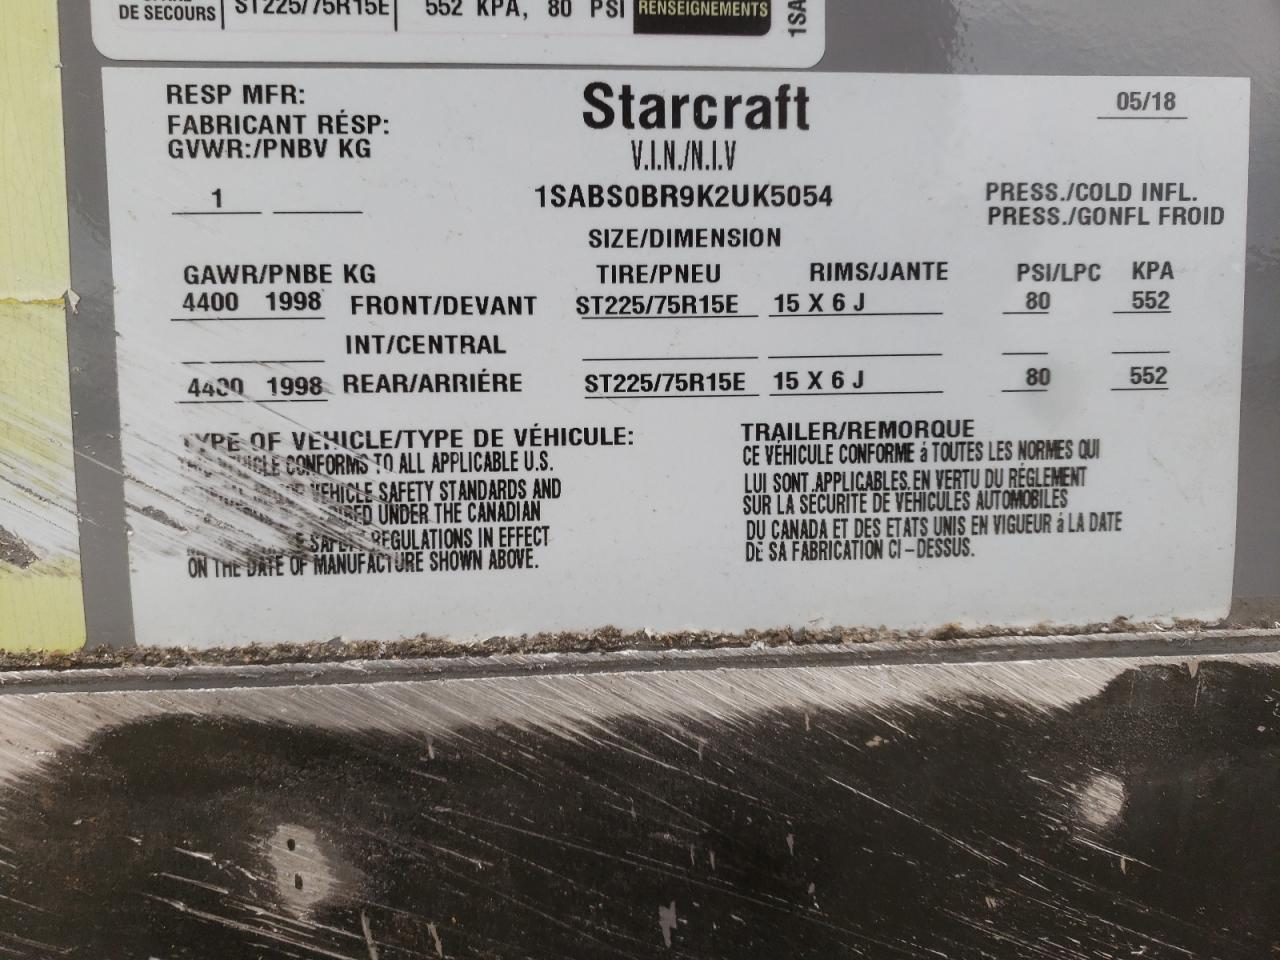 DE SECOURS ST225/75R15E 552 KPA, 80 PSI RENSEIGNEMENTS
1SA
RESP MFR: Starcraft 05/18
FABRICANT RÉSP:
GVWR:/PNBV KG V.I.N./N.I.V
1 1SABS0BR9K2UK5054 PRESS./COLD INFL.
PRESS./GONFL FROID
SIZE/DIMENSION
GAWR/PNBE KG TIRE/PNEU RIMS/JANTE PSI/LPC KPA
4400 1998 FRONT/DEVANT ST225/75R15E 15 X 6 J 80 552
INT/CENTRAL
4400 1998 REAR/ARRIÉRE ST225/75R15E 15 X 6 J 80 552
TYPE OF VEHICLE/TYPE DE VÉHICULE: TRAILER/REMORQUE
VEHICLE CONFORMS TO ALL APPLICABLE U.S.
VEHICLE SAFETY STANDARDS AND
UNDER THE CANADIAN
SAFETY REGULATIONS IN EFFECT
ON THE DATE OF MANUFACTURE SHOWN ABOVE.
CE VÉHICULE CONFORME á TOUTES LES NORMES QUI
LUI SONT APPLICABLES EN VERTU DU RÉGLEMENT
SUR LA SÉCURITE DE VÉHICULES AUTOMOBILES
DU CANADA ET DES ETATS UNIS EN VIGUEUR á LA DATE
DE SA FABRICATION CI-DESSUS.